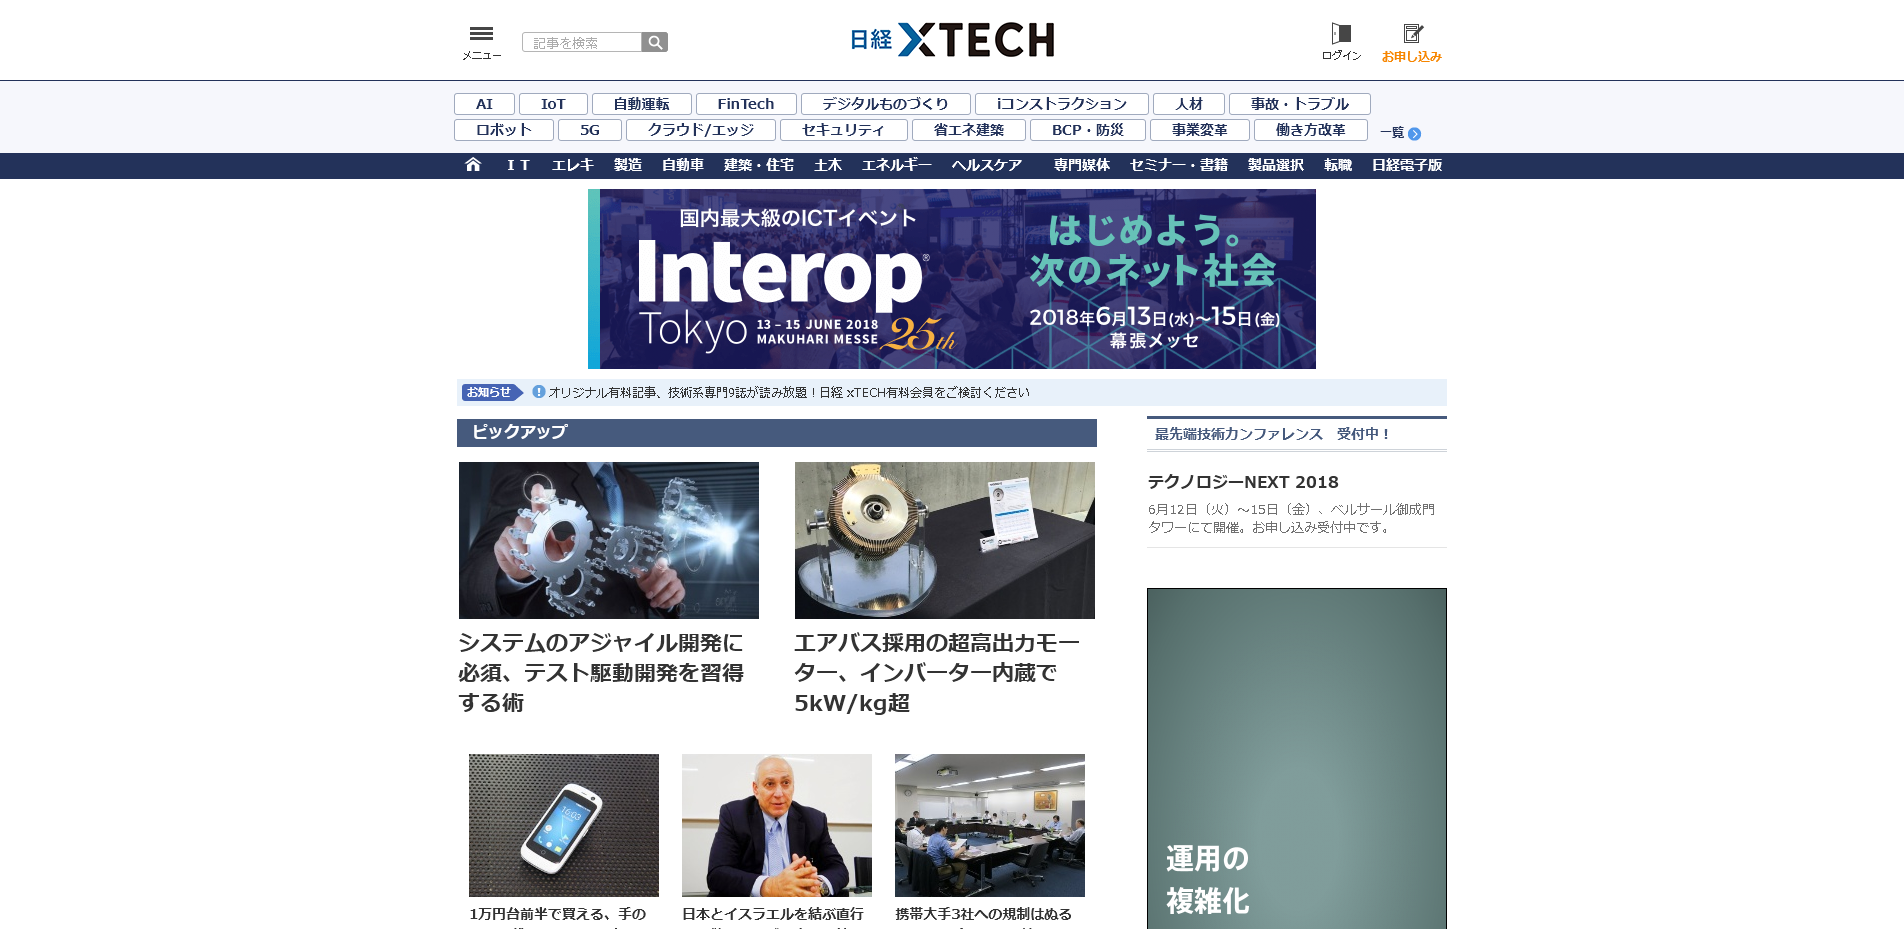 メニュー
記事を検索
日経 XTECH
ログイン
お申し込み
AI IoT 自動運転 FinTech デジタルものづくり iコンストラクション 人材 事故・トラブル
ロボット 5G クラウド/エッジ セキュリティ 省エネ建築 BCP・防災 事業変革 働き方改革 一覧
IT エレキ 製造 自動車 建築・住宅 土木 エネルギー ヘルスケア 専門媒体 セミナー・書籍 製品選択 転職 日経電子版
国内最大級のICTイベント
Interop®
Tokyo 13 – 15 JUNE 2018
MAKUHARI MESSE 25th
はじめよう。
次のネット社会
2018年6月13日(水)～15日(金)
幕張メッセ
お知らせ オリジナル有料記事、技術系専門9誌が読み放題！日経 xTECH有料会員をご検討ください
ピックアップ
システムのアジャイル開発に
必須、テスト駆動開発を習得
する術
エアバス採用の超高出力モー
ター、インバーター内蔵で
5kW/kg超
16:03
1万円台前半で買える、手の
日本とイスラエルを結ぶ直行
携帯大手3社への規制はぬる
最先端技術カンファレンス　受付中！
テクノロジーNEXT 2018
6月12日（火）～15日（金）、ベルサール御成門
タワーにて開催。お申し込み受付中です。
運用の
複雑化